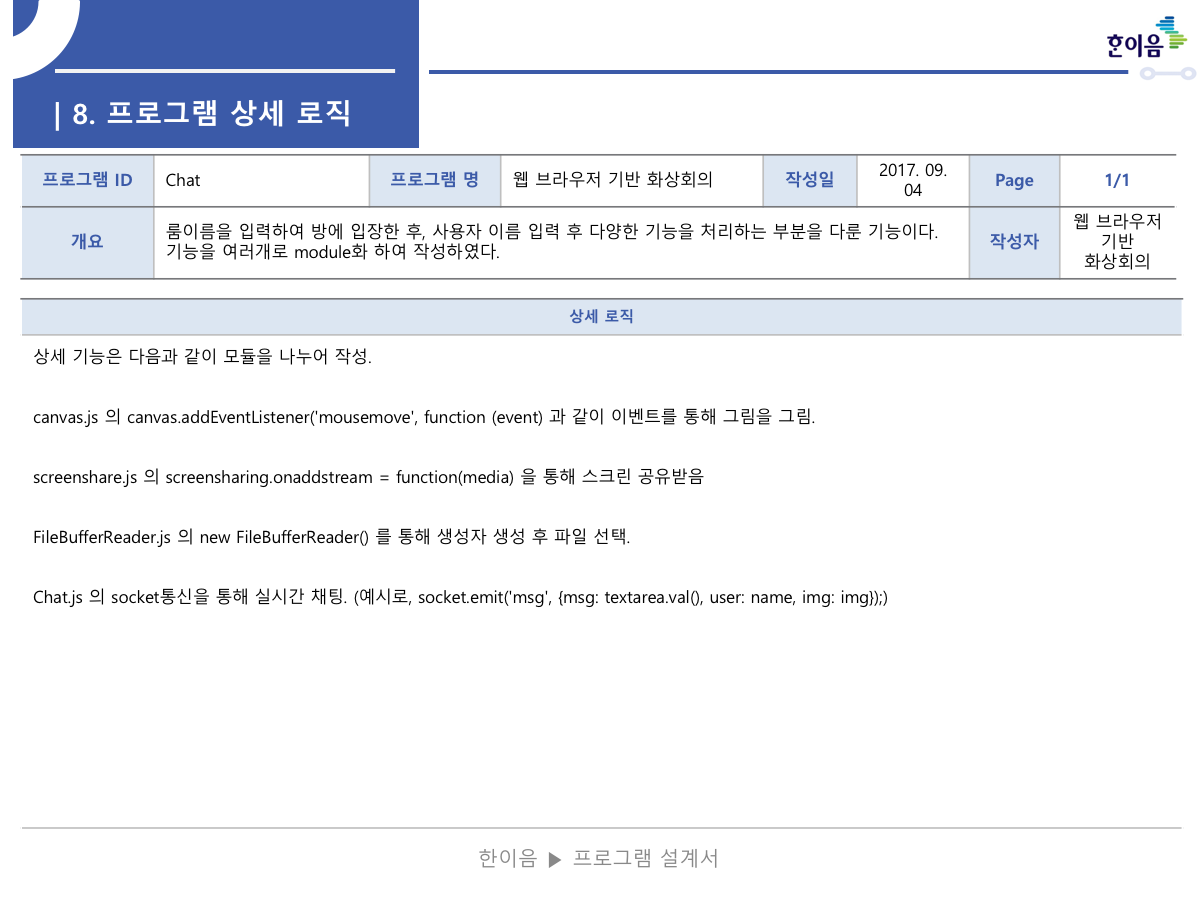 한이음
| 8. 프로그램 상세 로직
프로그램 ID
Chat
프로그램 명
웹 브라우저 기반 화상회의
작성일
2017. 09.
04
Page
1/1
개요
룸이름을 입력하여 방에 입장한 후, 사용자 이름 입력 후 다양한 기능을 처리하는 부분을 다룬 기능이다.
기능을 여러개로 module화 하여 작성하였다.
작성자
웹 브라우저
기반
화상회의
상세 로직
상세 기능은 다음과 같이 모듈을 나누어 작성.
canvas.js 의 canvas.addEventListener('mousemove', function (event) 과 같이 이벤트를 통해 그림을 그림.
screenshare.js 의 screensharing.onaddstream = function(media) 을 통해 스크린 공유받음
FileBufferReader.js 의 new FileBufferReader() 를 통해 생성자 생성 후 파일 선택.
Chat.js 의 socket통신을 통해 실시간 채팅. (예시로, socket.emit('msg', {msg: textarea.val(), user: name, img: img});)
한이음 ▶ 프로그램 설계서